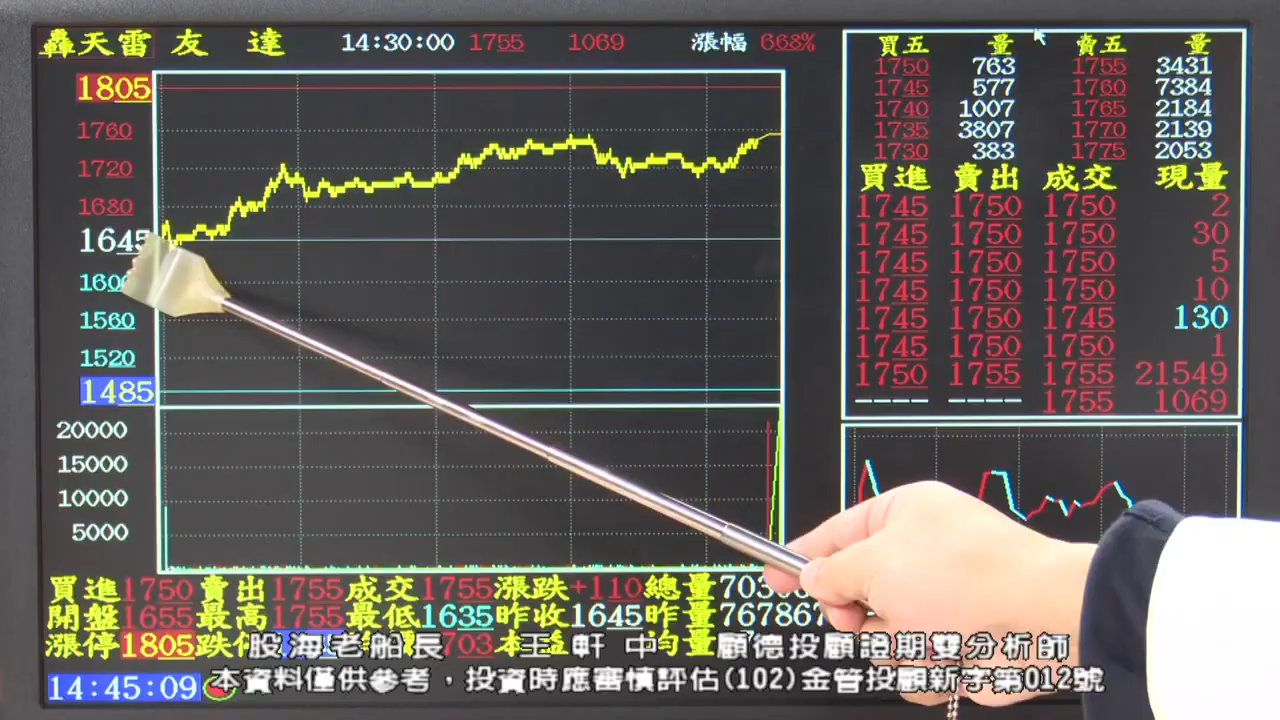 轟天雷 友 達 14:30:00 1755 1069 漲幅 6.68%
1805
1760
1720
1680
1645
1600
1560
1520
1485
20000
15000
10000
5000
買五 量 賣五 量
1750 763 1755 3431
1745 577 1760 7384
1740 1007 1765 2184
1735 3807 1770 2139
1730 383 1775 2053
買進 賣出 成交 現量
1745 1750 1750 2
1745 1750 1750 30
1745 1750 1750 5
1745 1750 1750 10
1745 1750 1745 130
1745 1750 1750 1
1750 1755 1755 21549
---- ---- 1755 1069
買進1750 賣出1755 成交1755 漲跌+110 總量
開盤1655 最高1755 最低1635 昨收1645 昨量767867
漲停1805 跌停
股海老船長 王軒中 顧德投顧證期雙分析師
14:45:09 本資料僅供參考，投資時應審慎評估(102)金管投顧新字第012號